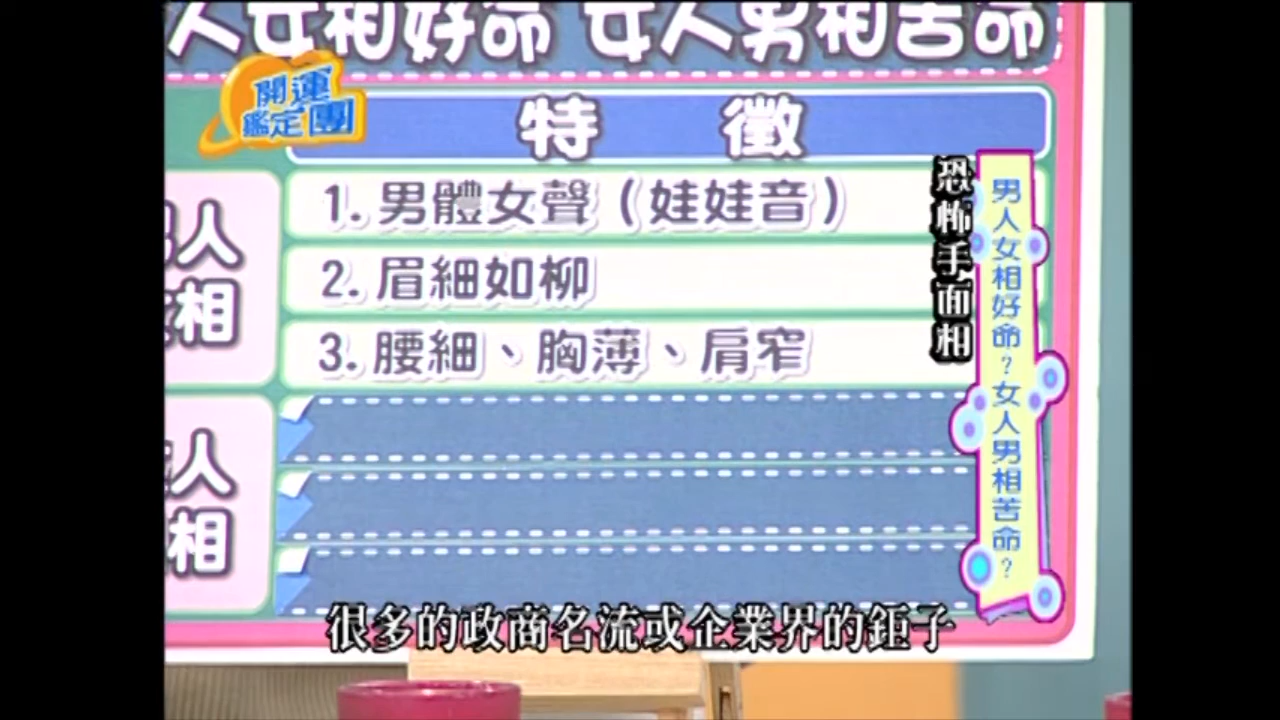 人女相好命 女人男相苦命
開運
鑑定團
特 徵
1. 男體女聲（娃娃音）
2. 眉細如柳
3. 腰細、胸薄、肩窄
人
相
人
相
恐怖手面相
男人女相好命？女人男相苦命？
很多的政商名流或企業界的鉅子